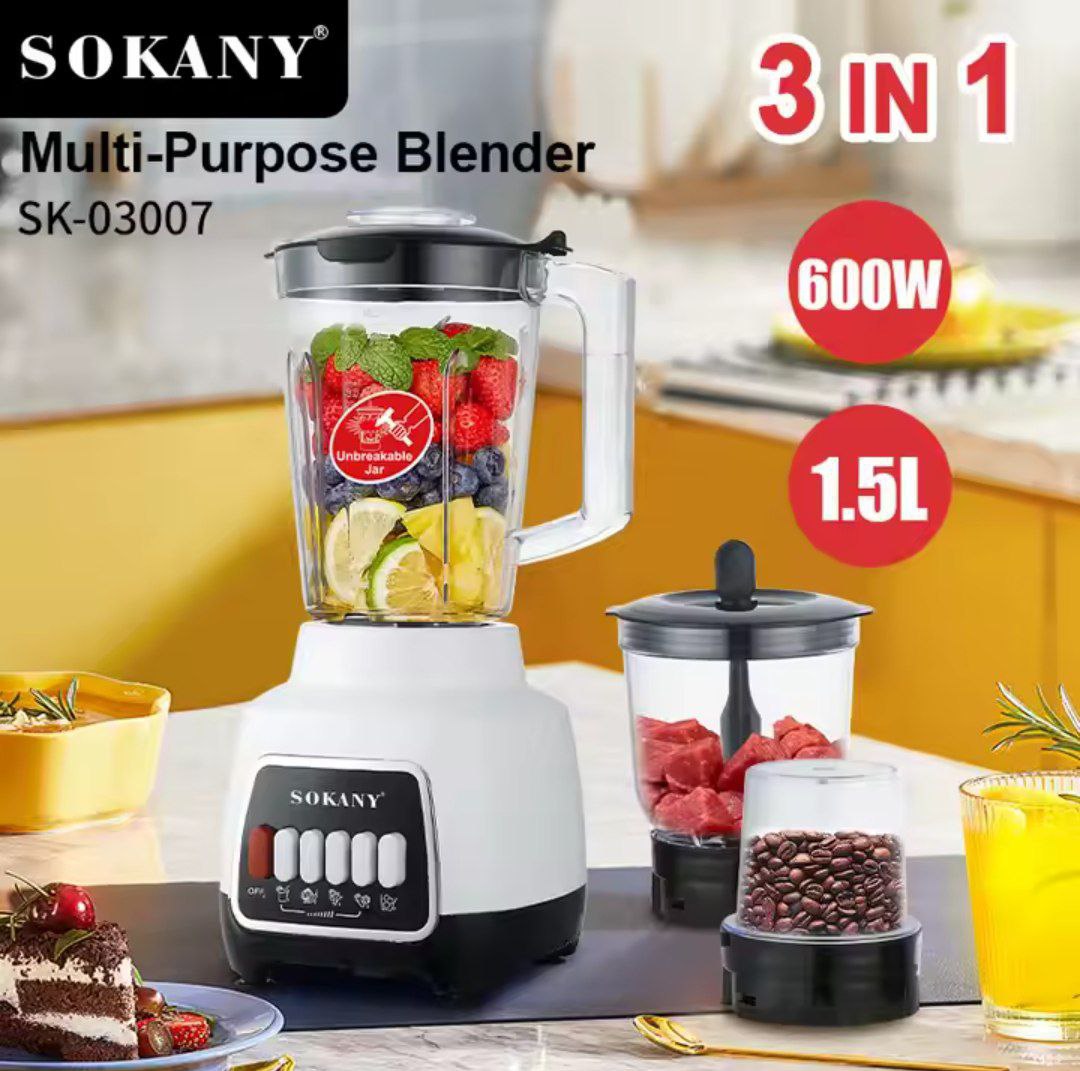 SOKANY®
Multi-Purpose Blender
SK-03007
3 IN 1
600W
1.5L
Unbreakable
Jar
SOKANY®
OFF